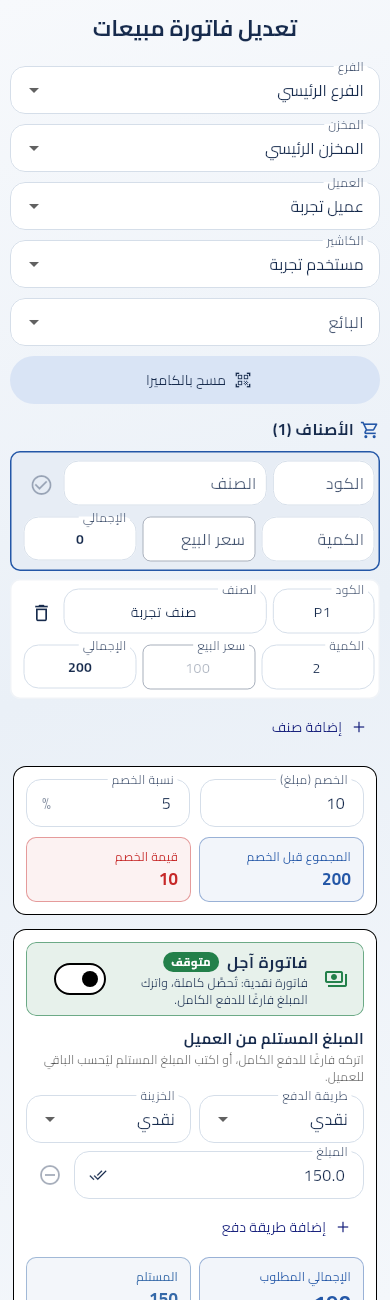 تعديل فاتورة مبيعات
الفرع
الفرع الرئيسي
المخزن
المخزن الرئيسي
العميل
عميل تجربة
الكاشير
مستخدم تجربة
البائع
مسح بالكاميرا
الأصناف (1)
الكود
الصنف
الكمية
سعر البيع
الإجمالي
0
الكود
P1
الصنف
صنف تجربة
الكمية
2
سعر البيع
100
الإجمالي
200
إضافة صنف
الخصم (مبلغ)
10
نسبة الخصم
5
%
المجموع قبل الخصم
200
قيمة الخصم
10
فاتورة آجل
متوقف
فاتورة نقدية: تُحصَّل كاملة، واترك
المبلغ فارغًا للدفع الكامل.
المبلغ المستلم من العميل
اتركه فارغًا للدفع الكامل، أو اكتب المبلغ المستلم ليُحسب الباقي
للعميل.
طريقة الدفع
نقدي
الخزينة
نقدي
المبلغ
150.0
إضافة طريقة دفع
الإجمالي المطلوب
المستلم
150